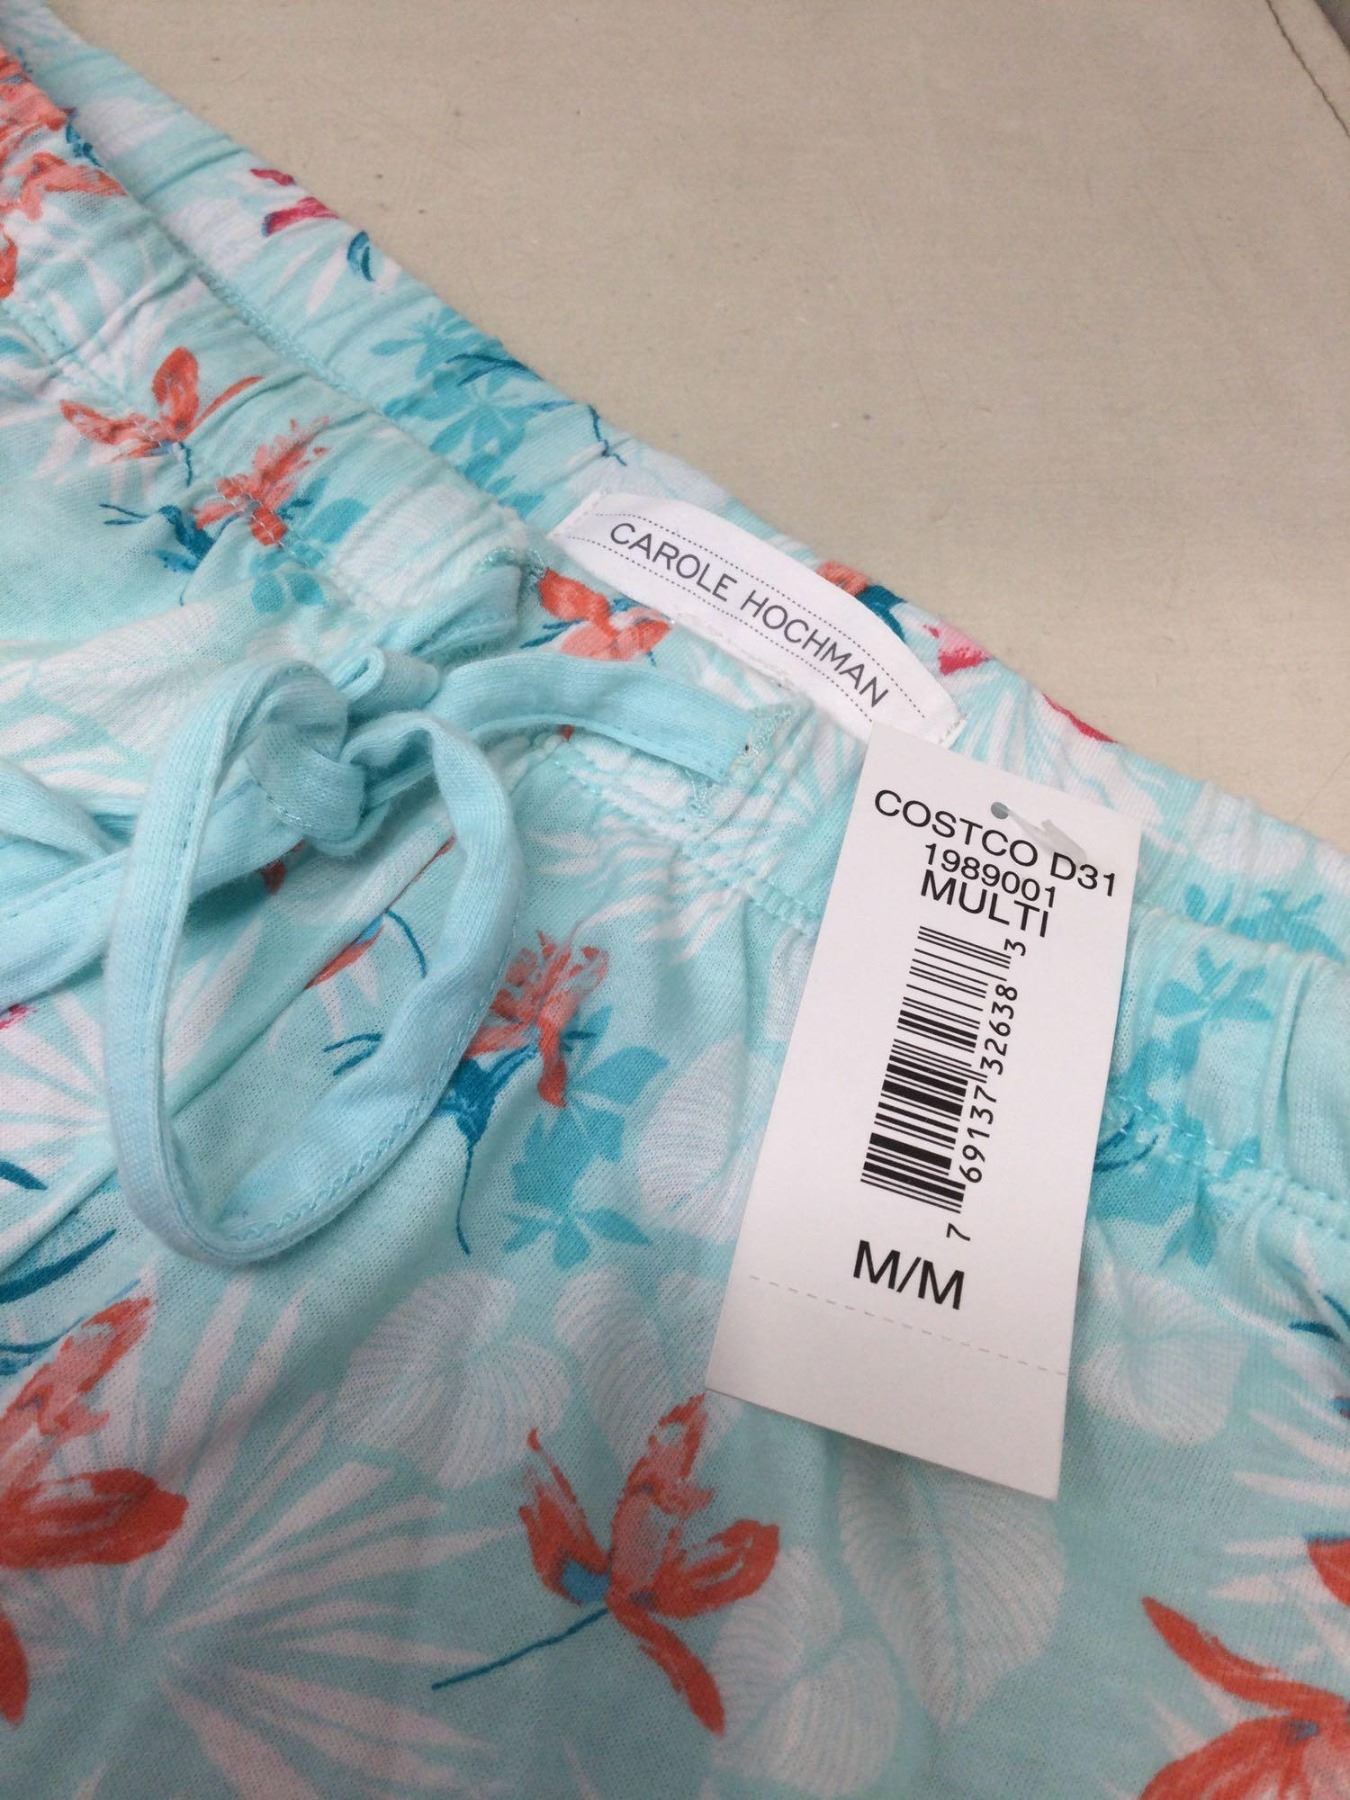 CAROLE HOCHMAN
COSTCO D31
1989001
MULTI
7 69137 32638 3
M/M